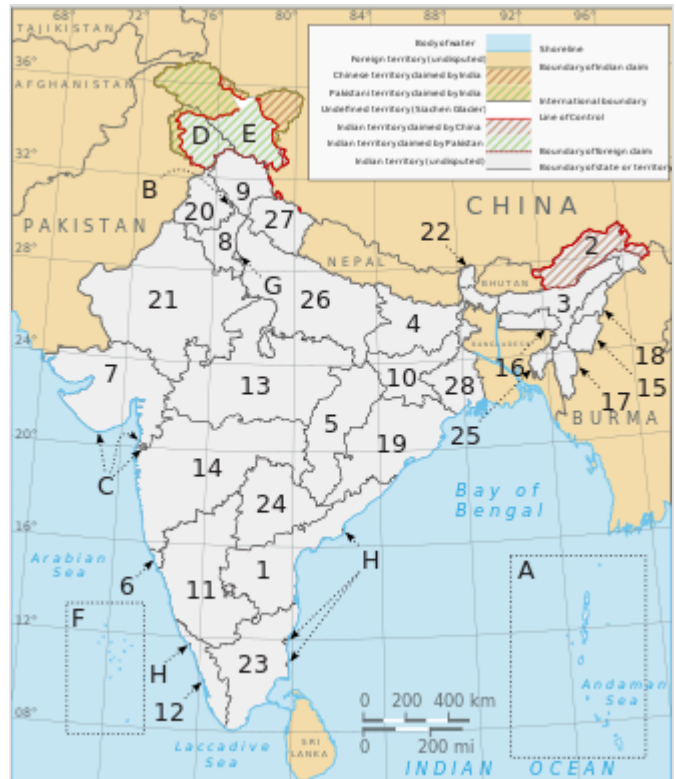 TAJIKISTAN
72°
76°
80°
84°
88°
92°
96°
Body of water
Foreign territory (undisputed)
Chinese territory claimed by India
Pakistani territory claimed by India
Undefined territory (Siachen Glacier)
Indian territory claimed by China
Indian territory claimed by Pakistan
Indian territory (undisputed)
Shoreline
Boundary of Indian claim
International boundary
Line of Control
Boundary of foreign claim
Boundary of state or territory
36°
AFGHANISTAN
32°
D
E
B
9
20
27
CHINA
PAKISTAN
8
22
2
28°
NEPAL
BHUTAN
G
21
26
3
4
24°
BANGLADESH
7
13
10
28
16
18
15
5
17
25
BURMA
20°
19
C
14
24
Bay of
Bengal
16°
Arabian
Sea
H
A
6
11
1
F
12°
H
23
12
0 200 400 km
Andaman
Sea
08°
0 200 mi
Laccadive
Sea
SRI
LANKA
INDIAN OCEAN